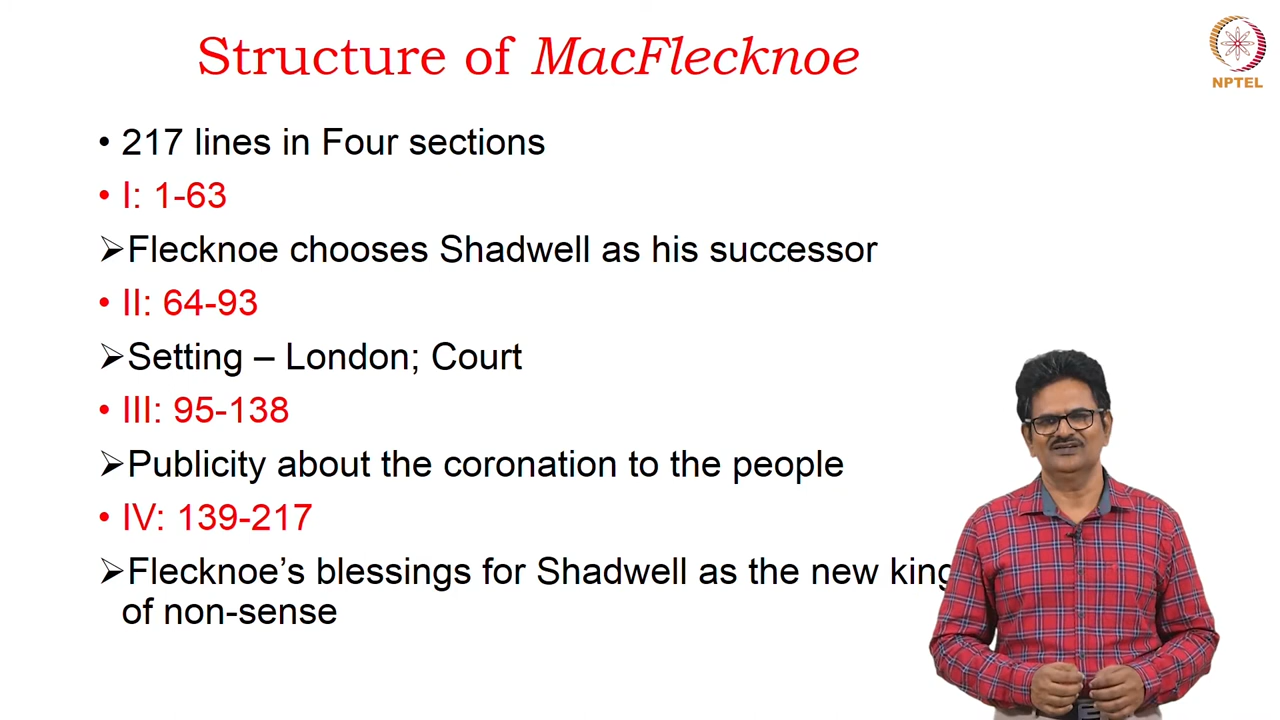 Structure of MacFlecknoe
NPTEL
• 217 lines in Four sections
• I: 1-63
➢Flecknoe chooses Shadwell as his successor
• II: 64-93
➢Setting – London; Court
• III: 95-138
➢Publicity about the coronation to the people
• IV: 139-217
➢Flecknoe’s blessings for Shadwell as the new king
of non-sense